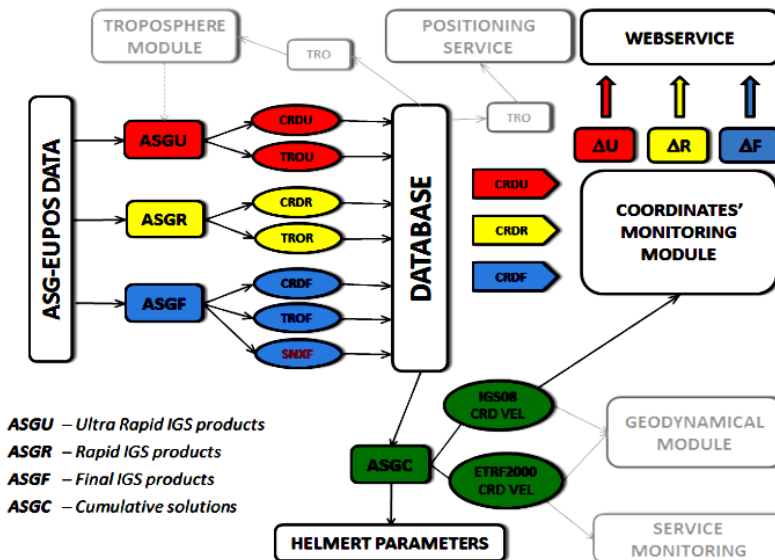 TROPOSPHERE
MODULE
TRO
POSITIONING
SERVICE
TRO
WEBSERVICE
ASG-EUPOS DATA
ASGU
CRDU
TROU
ASGR
CRDR
TROR
ASGF
CRDF
TROF
SNXF
DATABASE
CRDU
CRDR
CRDF
ΔU
ΔR
ΔF
COORDINATES'
MONITORING
MODULE
ASGU – Ultra Rapid IGS products
ASGR – Rapid IGS products
ASGF – Final IGS products
ASGC – Cumulative solutions
ASGC
IGS08
CRD VEL
ETRF2000
CRD VEL
GEODYNAMICAL
MODULE
HELMERT PARAMETERS
SERVICE
MONITORING